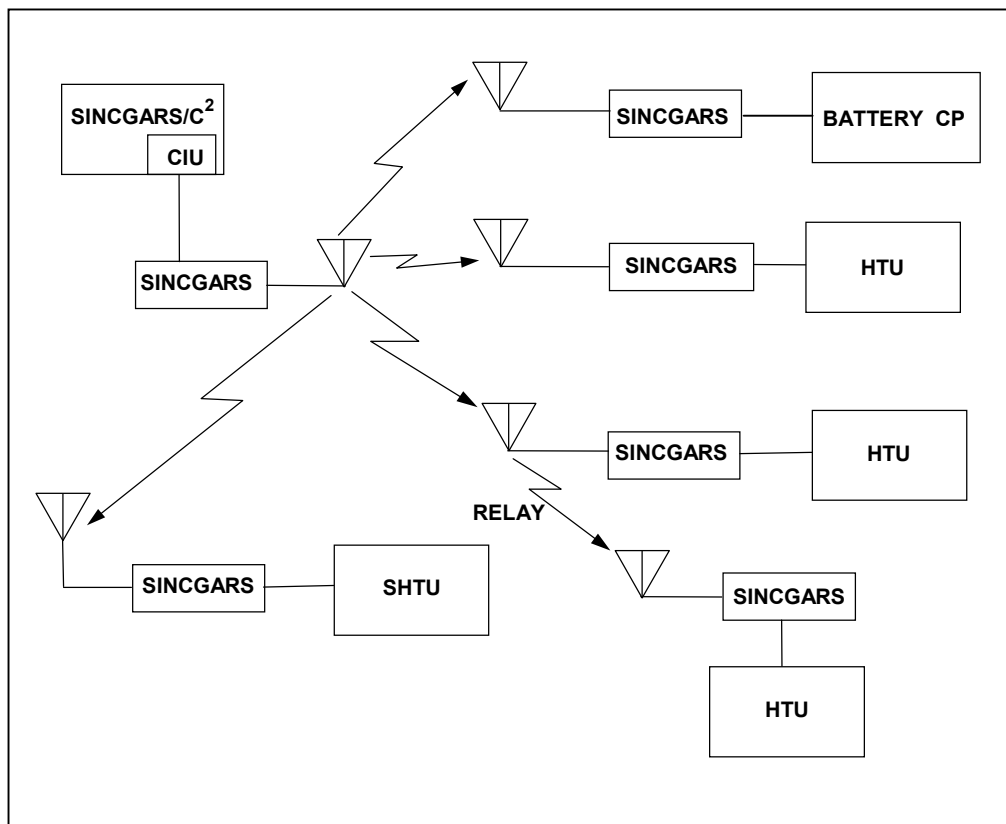 SINCGARS/C²
CIU
SINCGARS
SINCGARS
BATTERY CP
SINCGARS
HTU
SINCGARS
HTU
RELAY
SINCGARS
SHTU
SINCGARS
HTU